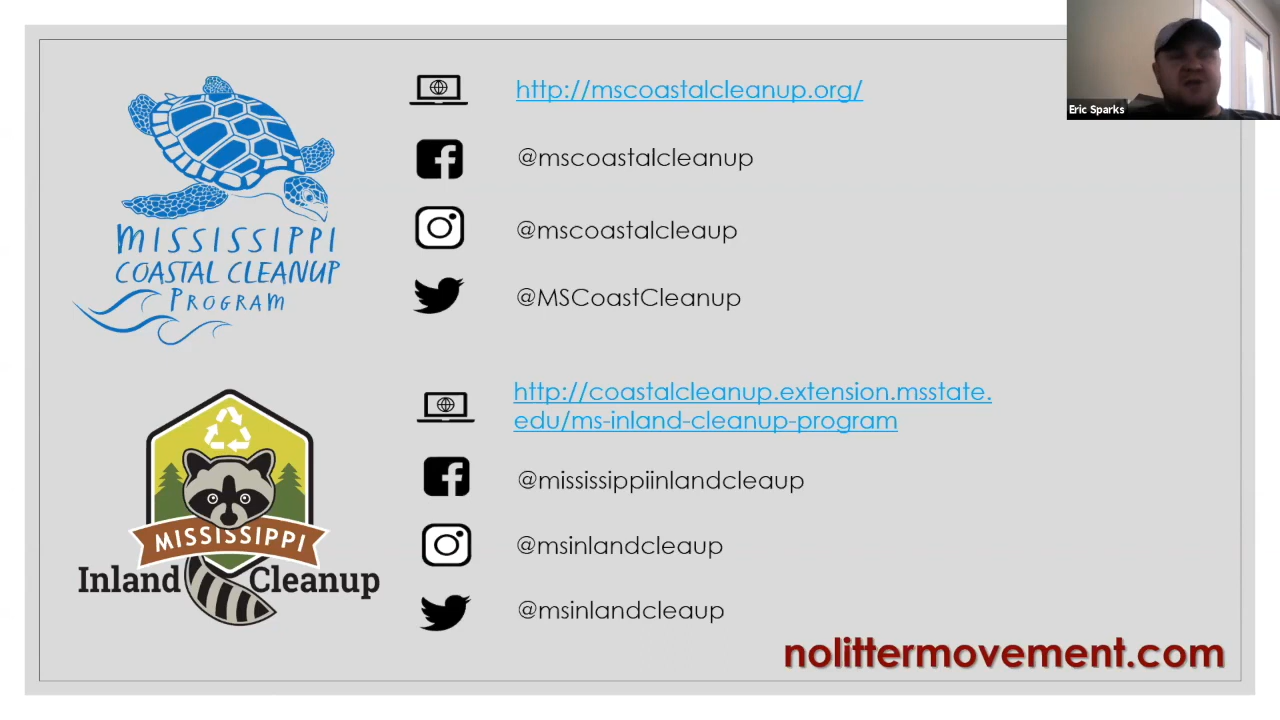 Eric Sparks
http://mscoastalcleanup.org/
@mscoastalcleanup
@mscoastalcleaup
@MSCoastCleanup
MISSISSIPPI
COASTAL CLEANUP
PROGRAM
http://coastalcleanup.extension.msstate.
edu/ms-inland-cleanup-program
@mississippiinlandcleaup
@msinlandcleaup
@msinlandcleaup
MISSISSIPPI
Inland Cleanup
nolittermovement.com